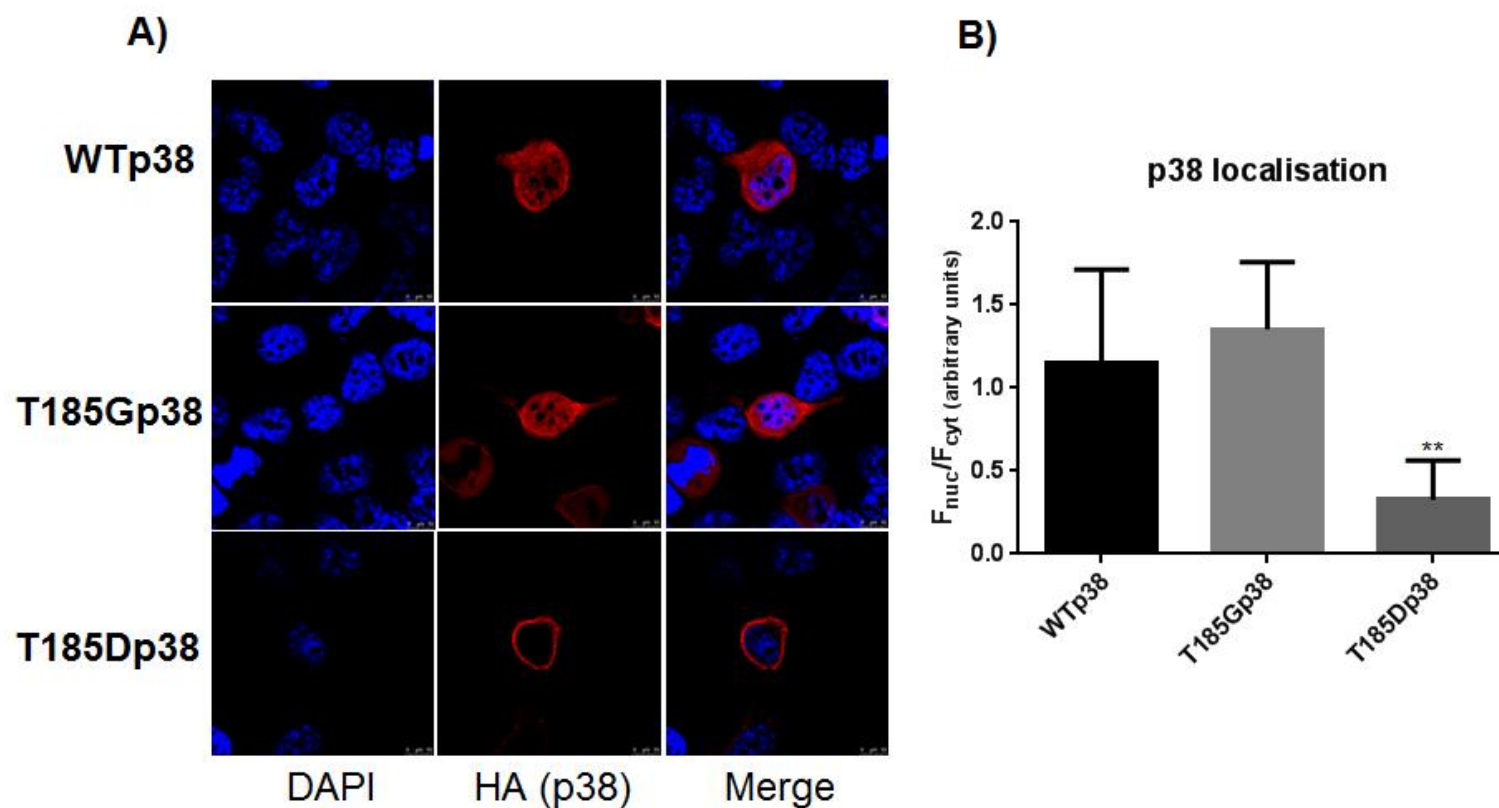 A)
WTp38
T185Gp38
T185Dp38
DAPI HA (p38) Merge
B)
p38 localisation
Fnuc/Fcyt (arbitrary units)
2.0
1.5
1.0
0.5
0.0
**
WTp38
T185Gp38
T185Dp38